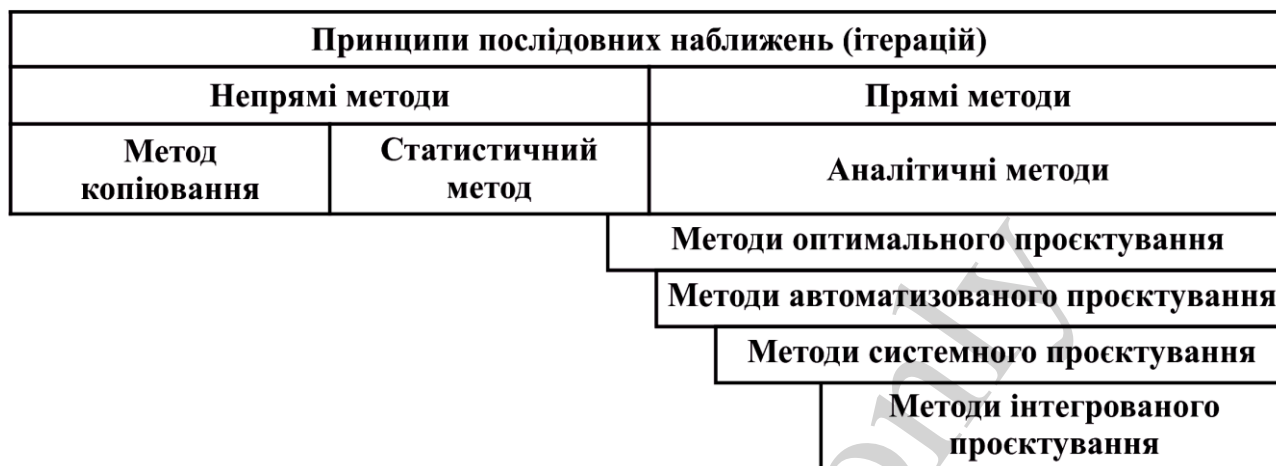 Принципи послідовних наближень (ітерацій)
Непрямі методи
Прямі методи
Метод
копіювання
Статистичний
метод
Аналітичні методи
Методи оптимального проєктування
Методи автоматизованого проєктування
Методи системного проєктування
Методи інтегрованого
проєктування
only